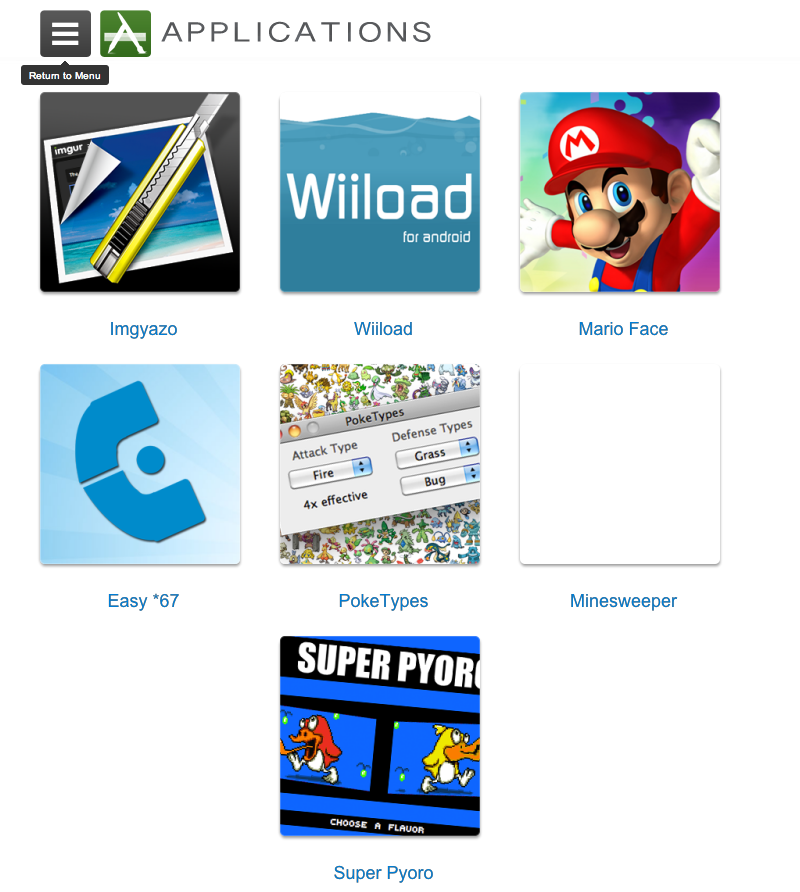 APPLICATIONS
Return to Menu
imgur
Wiiload
for android
Imgyazo
Wiiload
Mario Face
M
PokeTypes
Attack Type
Defense Types
Fire
Grass
4x effective
Bug
Easy *67
PokeTypes
Minesweeper
SUPER PYORO
CHOOSE A FLAVOR
Super Pyoro